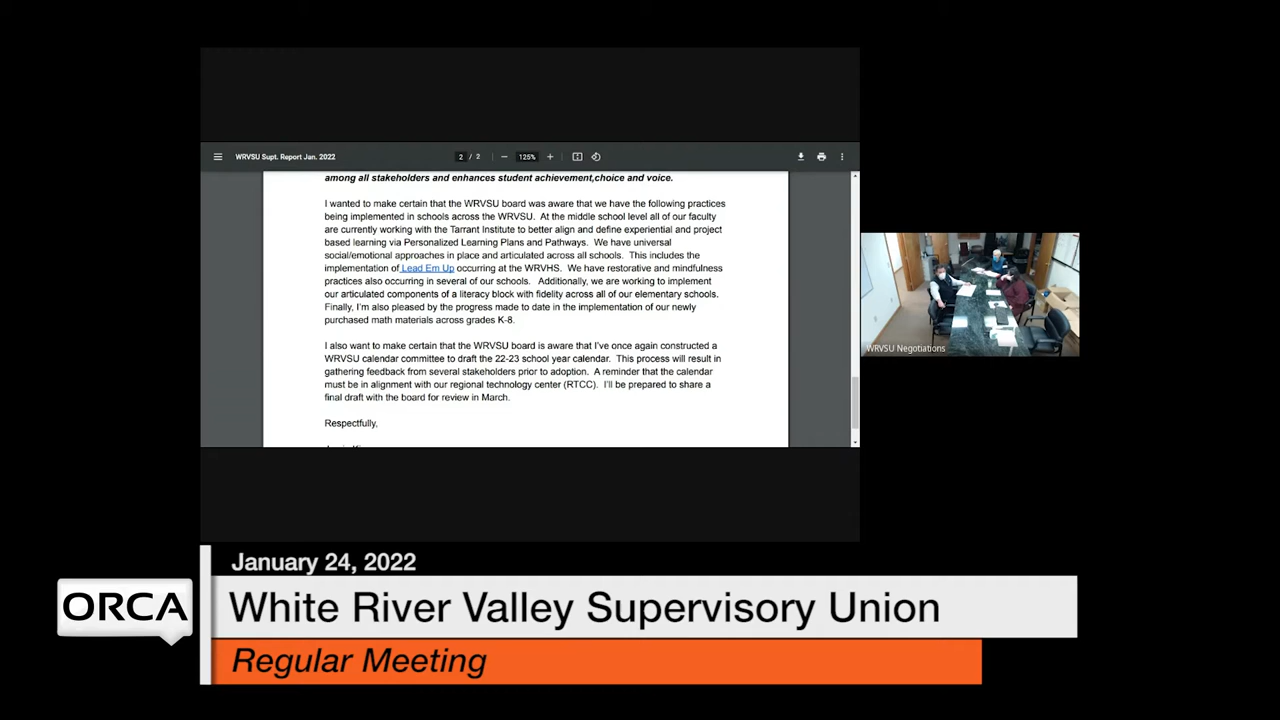 WRVSU Supt. Report Jan. 2022
2 / 2
125%
among all stakeholders and enhances student achievement,choice and voice.
I wanted to make certain that the WRVSU board was aware that we have the following practices
being implemented in schools across the WRVSU. At the middle school level all of our faculty
are currently working with the Tarrant Institute to better align and define experiential and project
based learning via Personalized Learning Plans and Pathways. We have universal
social/emotional approaches in place and articulated across all schools. This includes the
implementation of Lead Em Up occurring at the WRVHS. We have restorative and mindfulness
practices also occurring in several of our schools. Additionally, we are working to implement
our articulated components of a literacy block with fidelity across all of our elementary schools.
Finally, I'm also pleased by the progress made to date in the implementation of our newly
purchased math materials across grades K-8.
I also want to make certain that the WRVSU board is aware that I've once again constructed a
WRVSU calendar committee to draft the 22-23 school year calendar. This process will result in
gathering feedback from several stakeholders prior to adoption. A reminder that the calendar
must be in alignment with our regional technology center (RTCC). I'll be prepared to share a
final draft with the board for review in March.
Respectfully,
WRVSU Negotiations
January 24, 2022
ORCA
White River Valley Supervisory Union
Regular Meeting